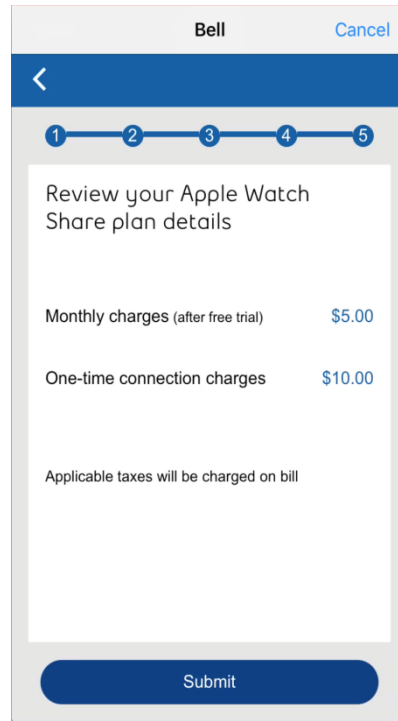 Bell Cancel
1 2 3 4 5
Review your Apple Watch
Share plan details
Monthly charges (after free trial) $5.00
One-time connection charges $10.00
Applicable taxes will be charged on bill
Submit